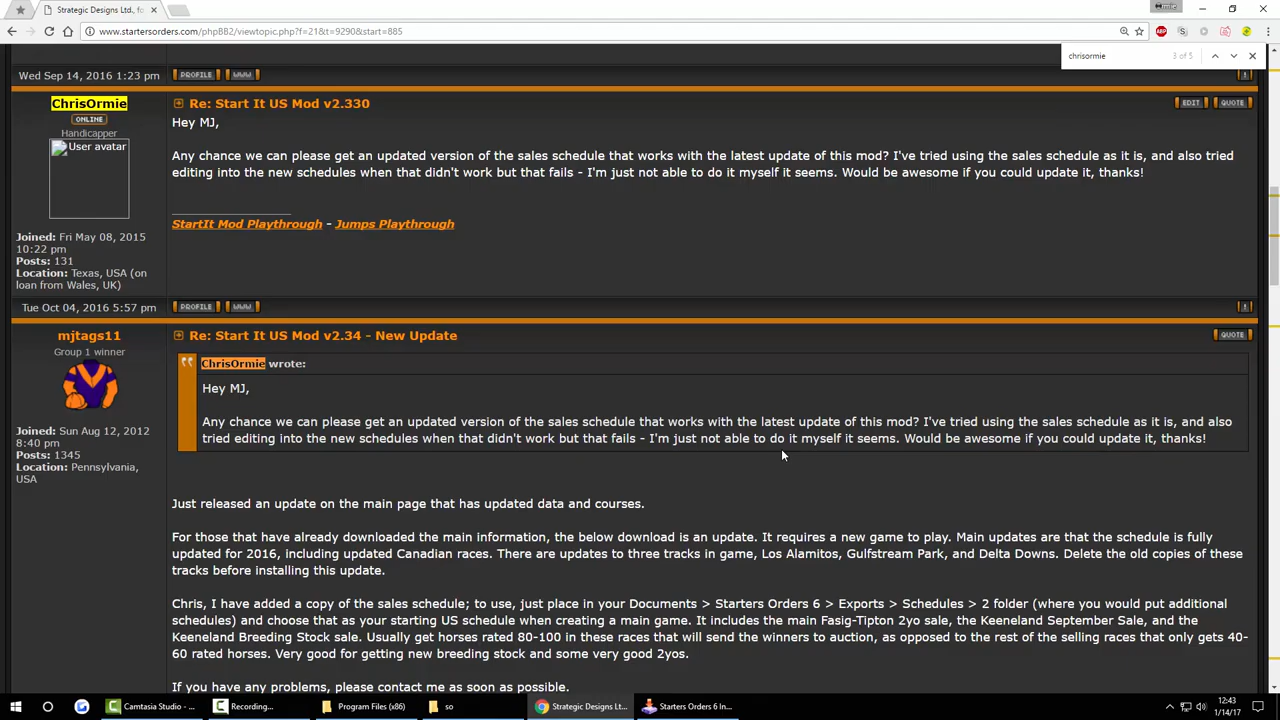 Strategic Designs Ltd., fo
www.startersorders.com/phpBB2/viewtopic.php?f=21&t=9290&start=885
chrisormie 3 of 5
Wed Sep 14, 2016 1:23 pm PROFILE WWW
ChrisOrmie
ONLINE
Handicapper
User avatar
Joined: Fri May 08, 2015
10:22 pm
Posts: 131
Location: Texas, USA (on
loan from Wales, UK)
Re: Start It US Mod v2.330
EDIT QUOTE
Hey MJ,
Any chance we can please get an updated version of the sales schedule that works with the latest update of this mod? I've tried using the sales schedule as it is, and also tried
editing into the new schedules when that didn't work but that fails - I'm just not able to do it myself it seems. Would be awesome if you could update it, thanks!
StartIt Mod Playthrough - Jumps Playthrough
Tue Oct 04, 2016 5:57 pm PROFILE WWW
mjtags11
Group 1 winner
Joined: Sun Aug 12, 2012
8:40 pm
Posts: 1345
Location: Pennsylvania,
USA
Re: Start It US Mod v2.34 - New Update
QUOTE
ChrisOrmie wrote:
Hey MJ,
Any chance we can please get an updated version of the sales schedule that works with the latest update of this mod? I've tried using the sales schedule as it is, and also
tried editing into the new schedules when that didn't work but that fails - I'm just not able to do it myself it seems. Would be awesome if you could update it, thanks!
Just released an update on the main page that has updated data and courses.
For those that have already downloaded the main information, the below download is an update. It requires a new game to play. Main updates are that the schedule is fully
updated for 2016, including updated Canadian races. There are updates to three tracks in game, Los Alamitos, Gulfstream Park, and Delta Downs. Delete the old copies of these
tracks before installing this update.
Chris, I have added a copy of the sales schedule; to use, just place in your Documents > Starters Orders 6 > Exports > Schedules > 2 folder (where you would put additional
schedules) and choose that as your starting US schedule when creating a main game. It includes the main Fasig-Tipton 2yo sale, the Keeneland September Sale, and the
Keeneland Breeding Stock sale. Usually get horses rated 80-100 in these races that will send the winners to auction, as opposed to the rest of the selling races that only gets 40-
60 rated horses. Very good for getting new breeding stock and some very good 2yos.
If you have any problems, please contact me as soon as possible.
Camtasia Studio - ... Recording... Program Files (x86) so Strategic Designs Lt... Starters Orders 6 In...
12:43
1/14/17